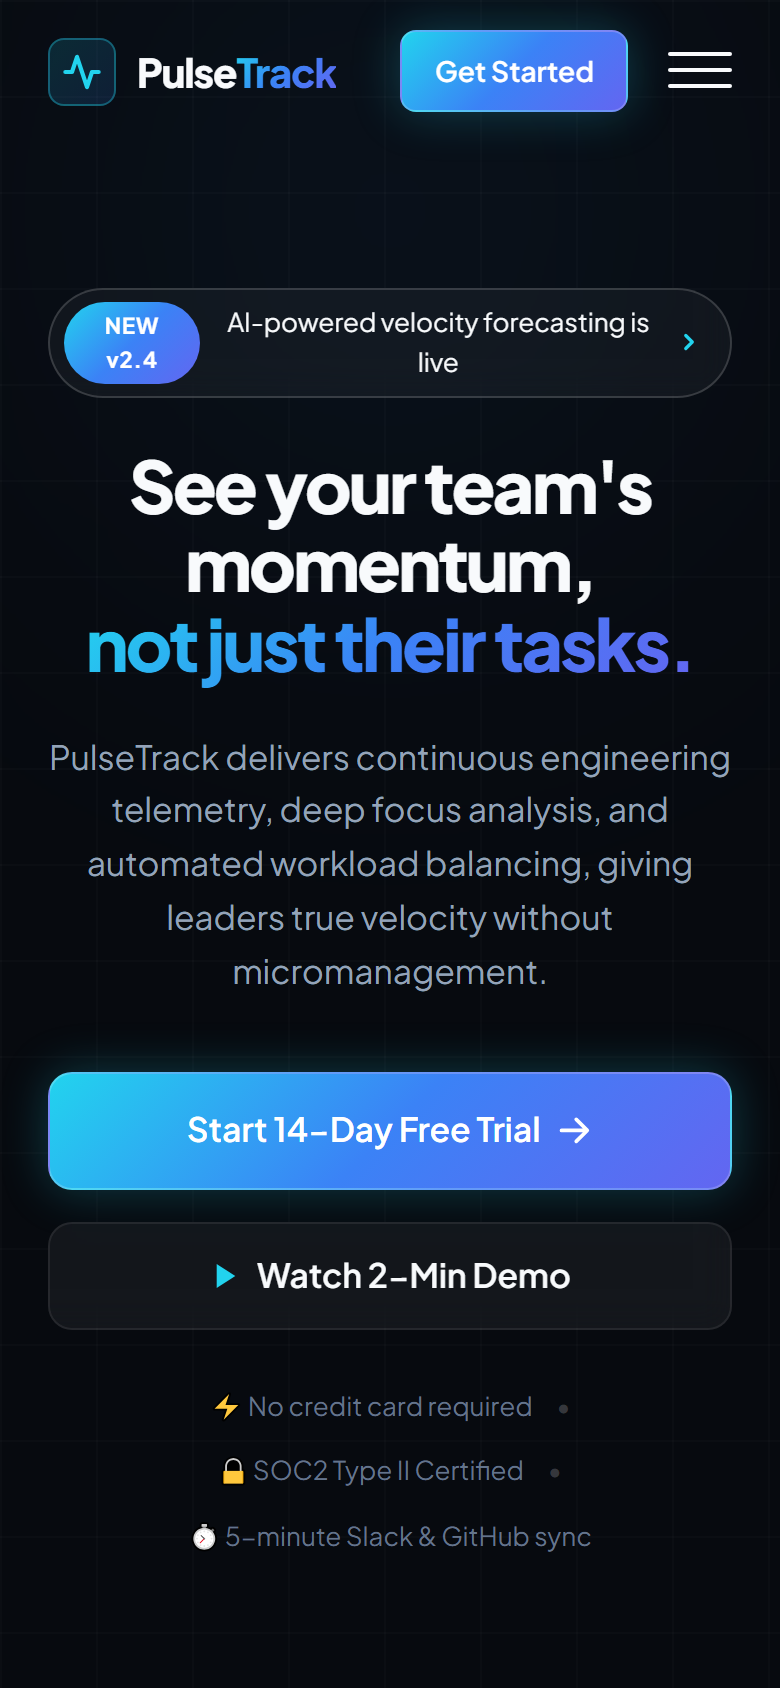 PulseTrack
Get Started
NEW
v2.4
AI-powered velocity forecasting is
live
See your team's
momentum,
not just their tasks.
PulseTrack delivers continuous engineering
telemetry, deep focus analysis, and
automated workload balancing, giving
leaders true velocity without
micromanagement.
Start 14-Day Free Trial →
Watch 2-Min Demo
⚡ No credit card required •
🔒 SOC2 Type II Certified •
⏱ 5-minute Slack & GitHub sync